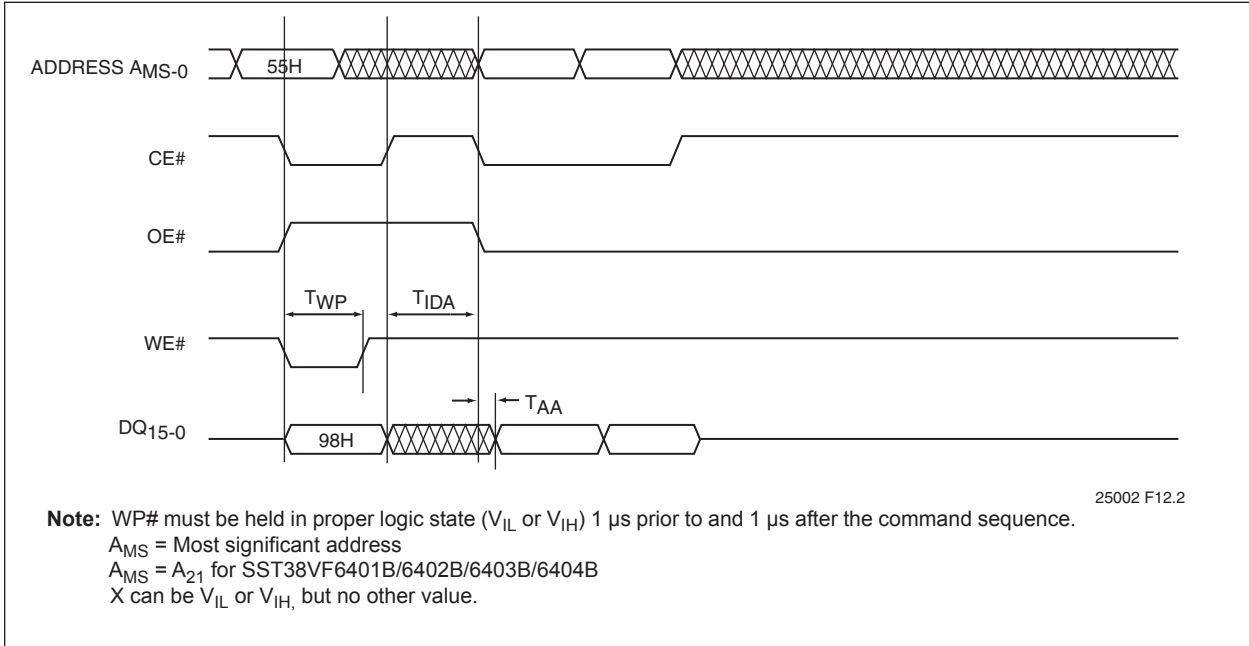 ADDRESS AMS-0
55H
CE#
OE#
TWP
TIDA
WE#
TAA
DQ15-0
98H
25002 F12.2
Note: WP# must be held in proper logic state (VIL or VIH) 1 µs prior to and 1 µs after the command sequence.
AMS = Most significant address
AMS = A21 for SST38VF6401B/6402B/6403B/6404B
X can be VIL or VIH, but no other value.